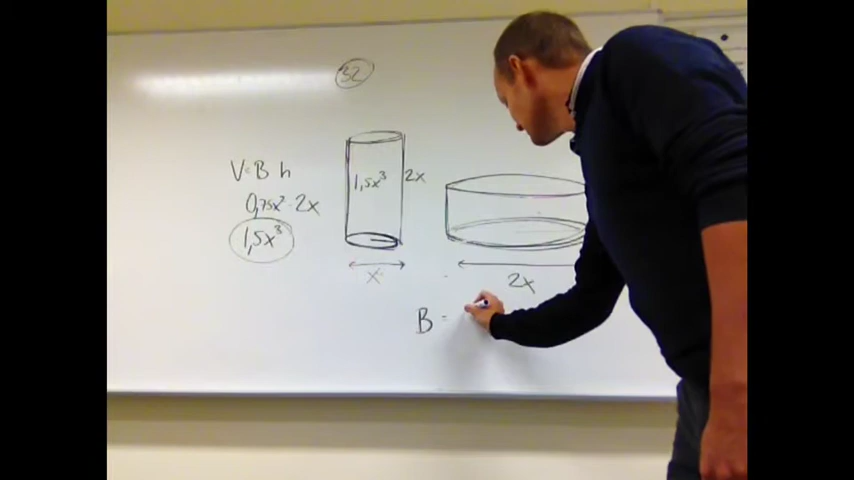 32
V=B h
0,75x² · 2x
1,5x³
1,5x³
2x
x
2x
B =